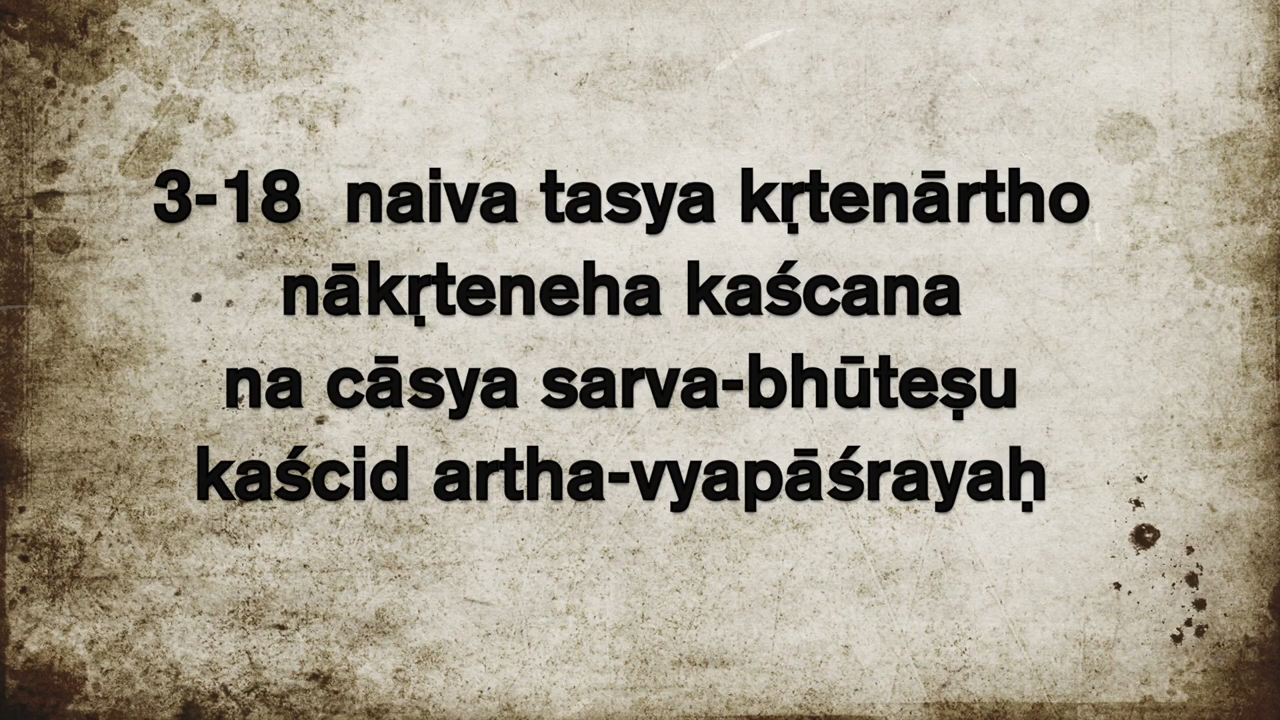 3-18  naiva tasya kṛtenārtho
nākṛteneha kaścana
na cāsya sarva-bhūteṣu
kaścid artha-vyapāśrayaḥ